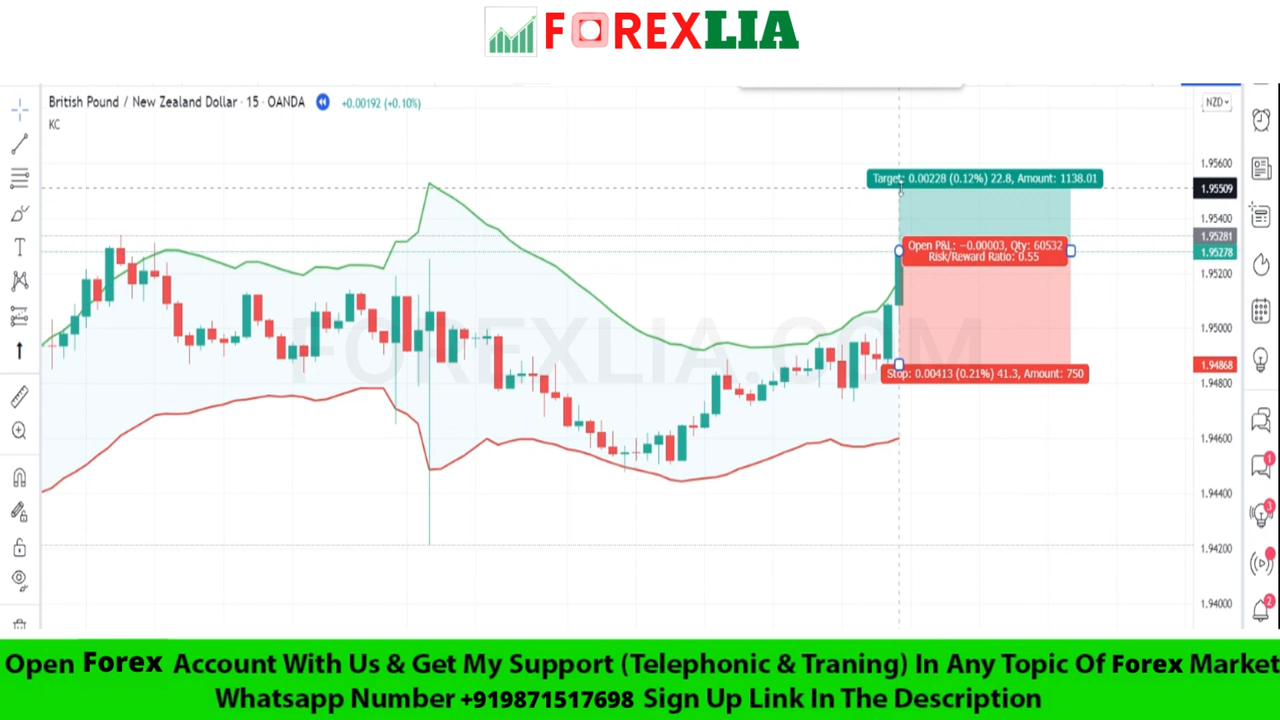 FOREXLIA
British Pound / New Zealand Dollar · 15 · OANDA +0.00192 (+0.10%)
NZD
KC
1.95600
Target: 0.00228 (0.12%) 22.8, Amount: 1138.01
1.95509
1.95400
1.95281
Open P&L: −0.00003, Qty: 60532
1.95278
Risk/Reward Ratio: 0.55
1.95200
1.95000
FOREXLIA.COM
1.94868
Stop: 0.00413 (0.21%) 41.3, Amount: 750
1.94800
1.94600
1
1.94400
3
1.94200
1.94000
2
Open Forex Account With Us & Get My Support (Telephonic & Traning) In Any Topic Of Forex Market
Whatsapp Number +919871517698 Sign Up Link In The Description